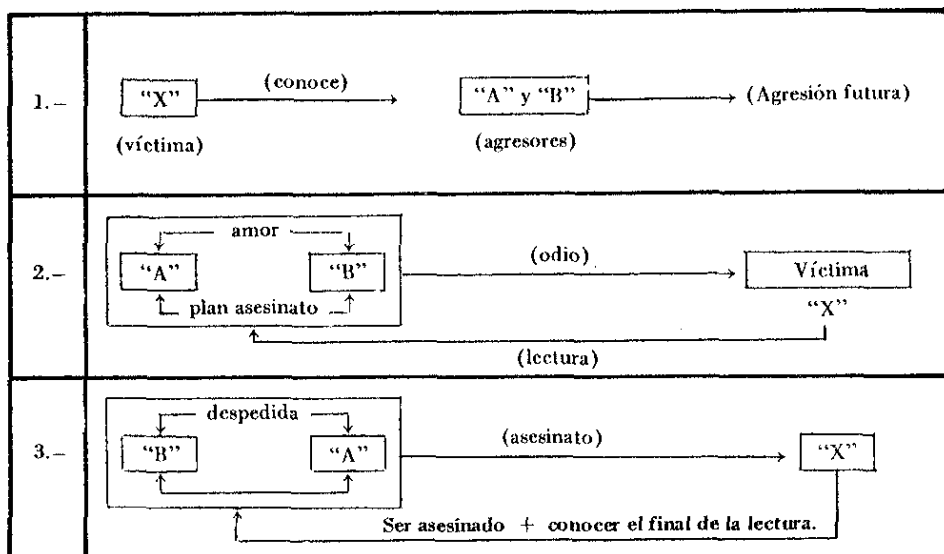 (conoce)
1.– “X” “A” y “B” (Agresión futura)
(víctima) (agresores)
amor
(odio)
2.– “A” “B” Víctima
plan asesinato “X”
(lectura)
despedida
(asesinato)
3.– “B” “A” “X”
Ser asesinado + conocer el final de la lectura.